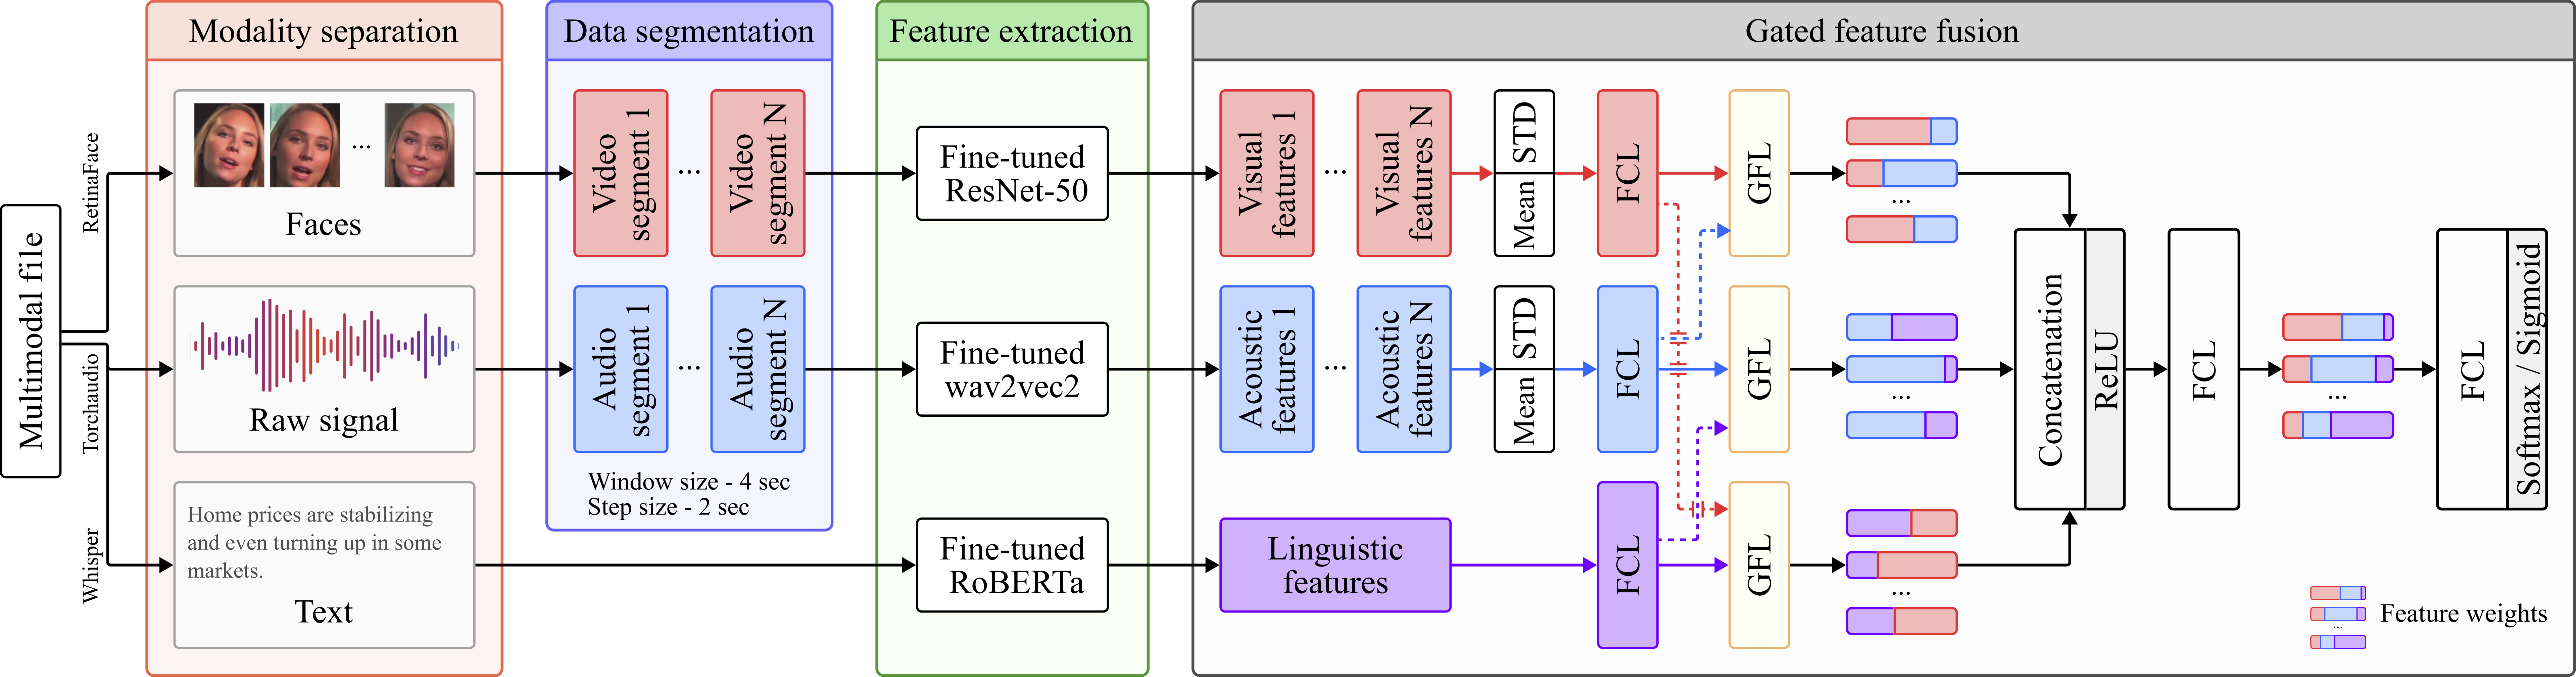 Modality separation
Data segmentation
Feature extraction
Gated feature fusion
Multimodal file
RetinaFace
Torchaudio
Whisper
...
Faces
Raw signal
Home prices are stabilizing
and even turning up in some
markets.
Text
Video
segment 1
...
Video
segment N
Audio
segment 1
...
Audio
segment N
Window size - 4 sec
Step size - 2 sec
Fine-tuned
ResNet-50
Fine-tuned
wav2vec2
Fine-tuned
RoBERTa
Visual
features 1
...
Visual
features N
Mean
STD
FCL
GFL
...
Acoustic
features 1
...
Acoustic
features N
Mean
STD
FCL
GFL
...
Linguistic
features
FCL
GFL
...
Concatenation
ReLU
FCL
...
FCL
Softmax / Sigmoid
...
Feature weights